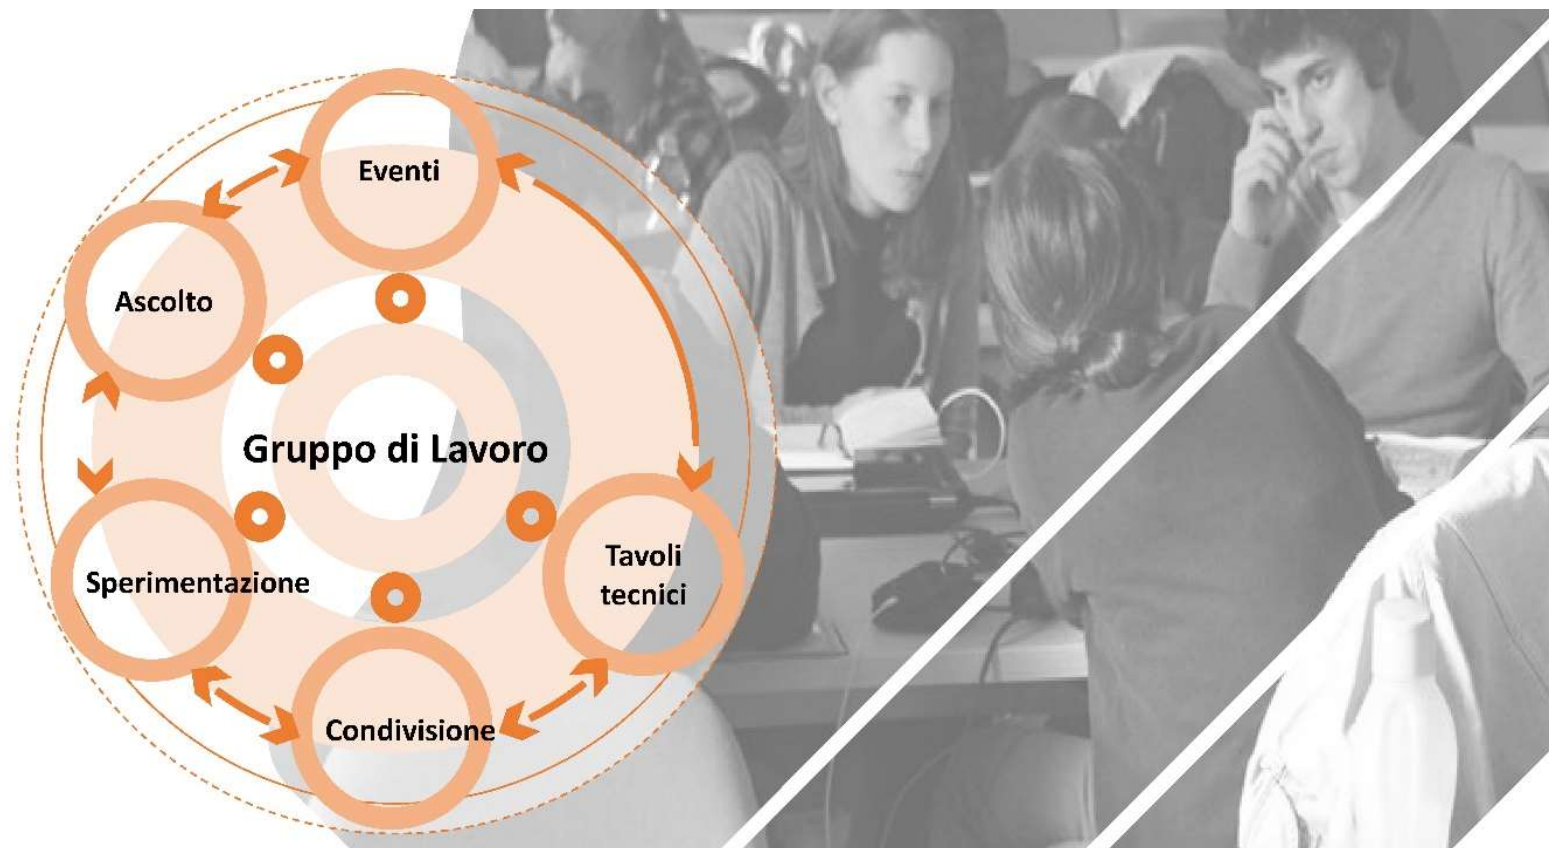 Eventi
Ascolto
Gruppo di Lavoro
Sperimentazione
Tavoli
tecnici
Condivisione